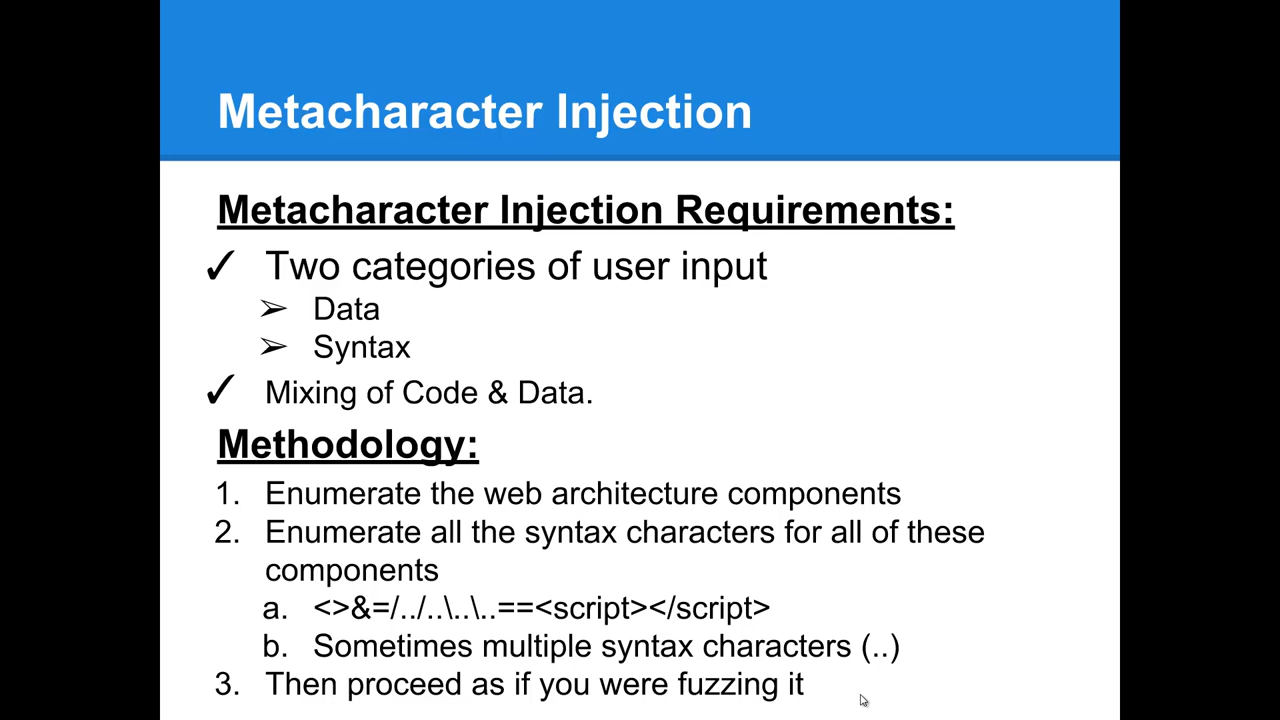 Metacharacter Injection
Metacharacter Injection Requirements:
✓ Two categories of user input
➢ Data
➢ Syntax
✓ Mixing of Code & Data.
Methodology:
1. Enumerate the web architecture components
2. Enumerate all the syntax characters for all of these
components
a. <>&=/../..\..\..==<script></script>
b. Sometimes multiple syntax characters (..)
3. Then proceed as if you were fuzzing it